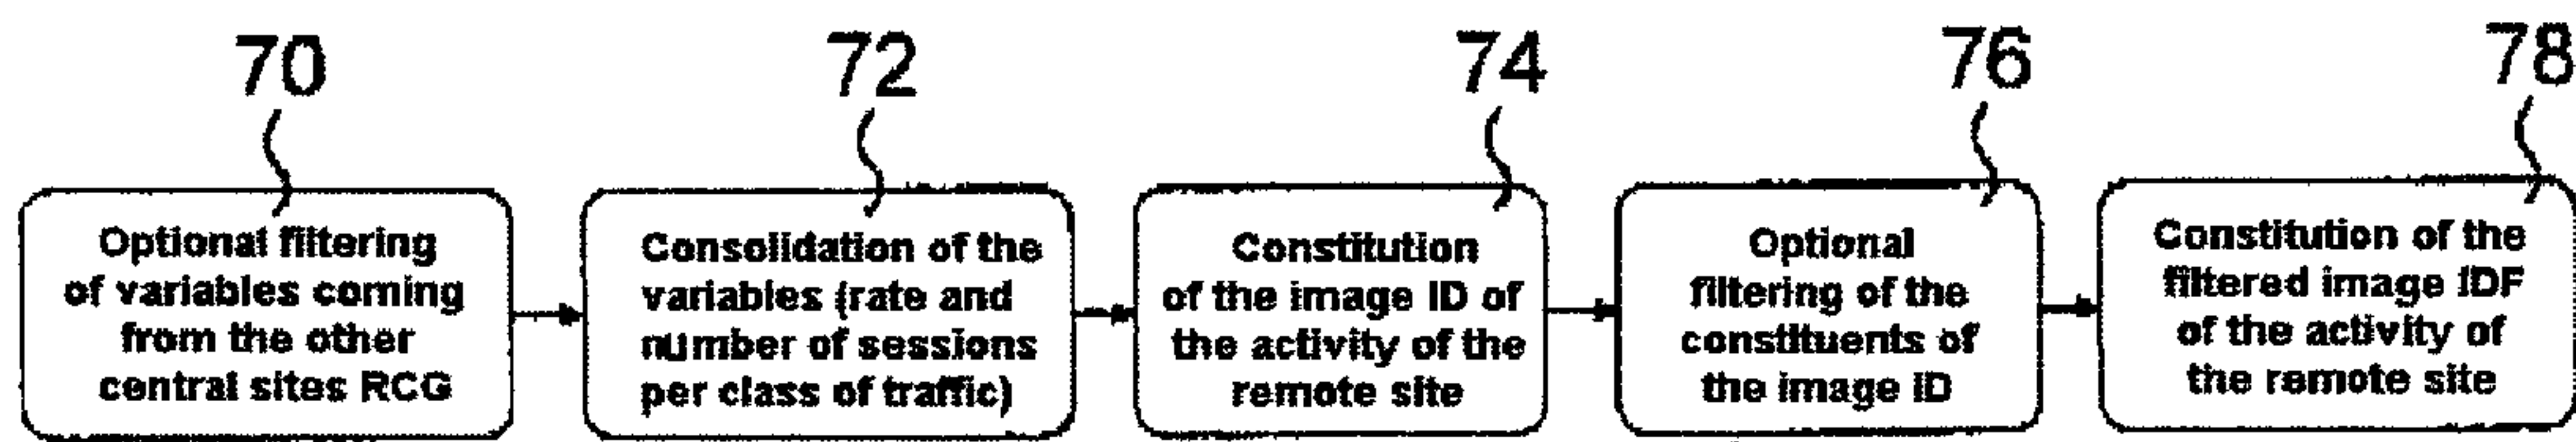 70 72 74 76 78
Optional filtering
of variables coming
from the other
central sites RCG
Consolidation of the
variables (rate and
number of sessions
per class of traffic)
Constitution
of the image ID of
the activity of the
remote site
Optional
filtering of the
constituents of
the image ID
Constitution of the
filtered image IDF
of the activity of
the remote site